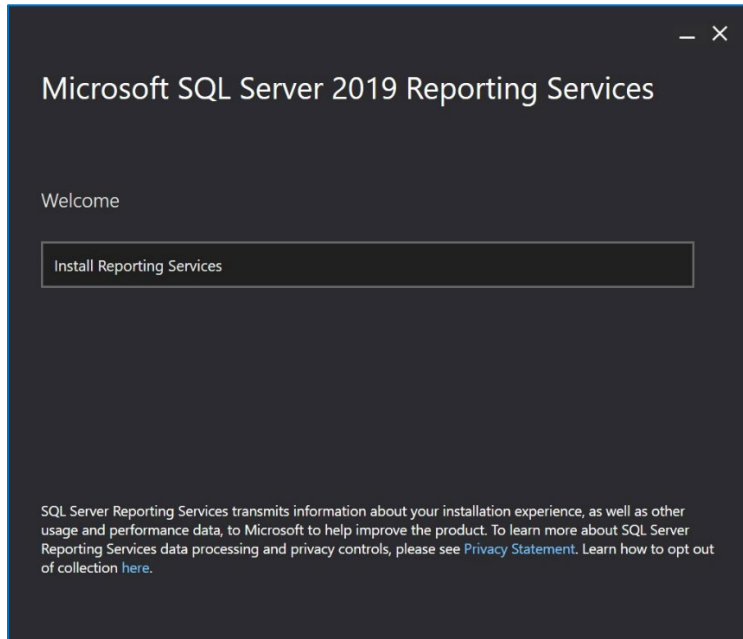 Microsoft SQL Server 2019 Reporting Services
Welcome
Install Reporting Services
SQL Server Reporting Services transmits information about your installation experience, as well as other
usage and performance data, to Microsoft to help improve the product. To learn more about SQL Server
Reporting Services data processing and privacy controls, please see Privacy Statement. Learn how to opt out
of collection here.